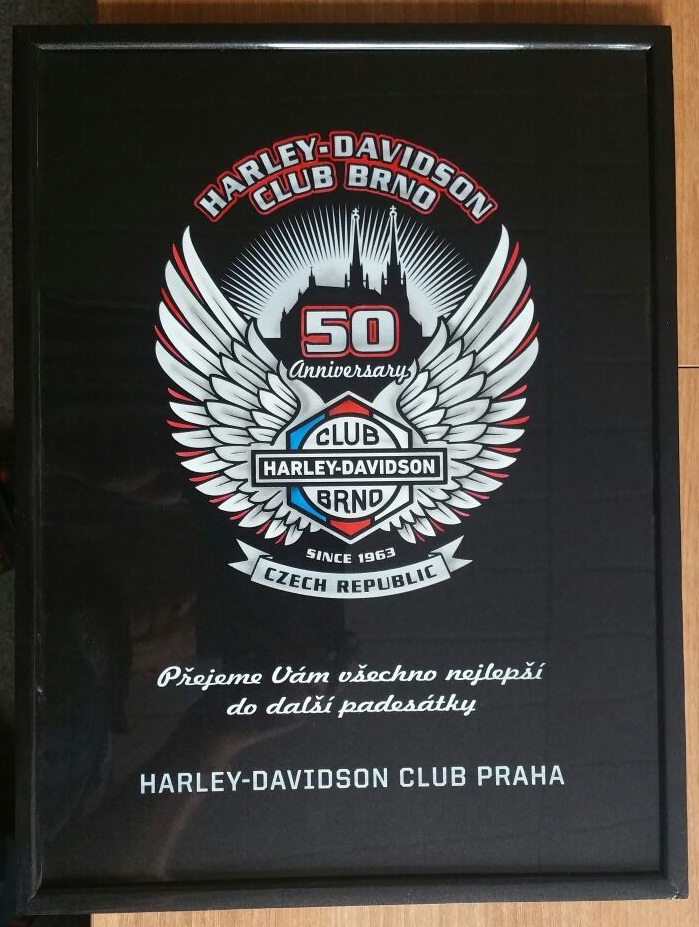 HARLEY-DAVIDSON
CLUB BRNO
50
Anniversary
CLUB
HARLEY-DAVIDSON
BRNO
SINCE 1963
CZECH REPUBLIC
Přejeme Vám všechno nejlepší
do další padesátky
HARLEY-DAVIDSON CLUB PRAHA